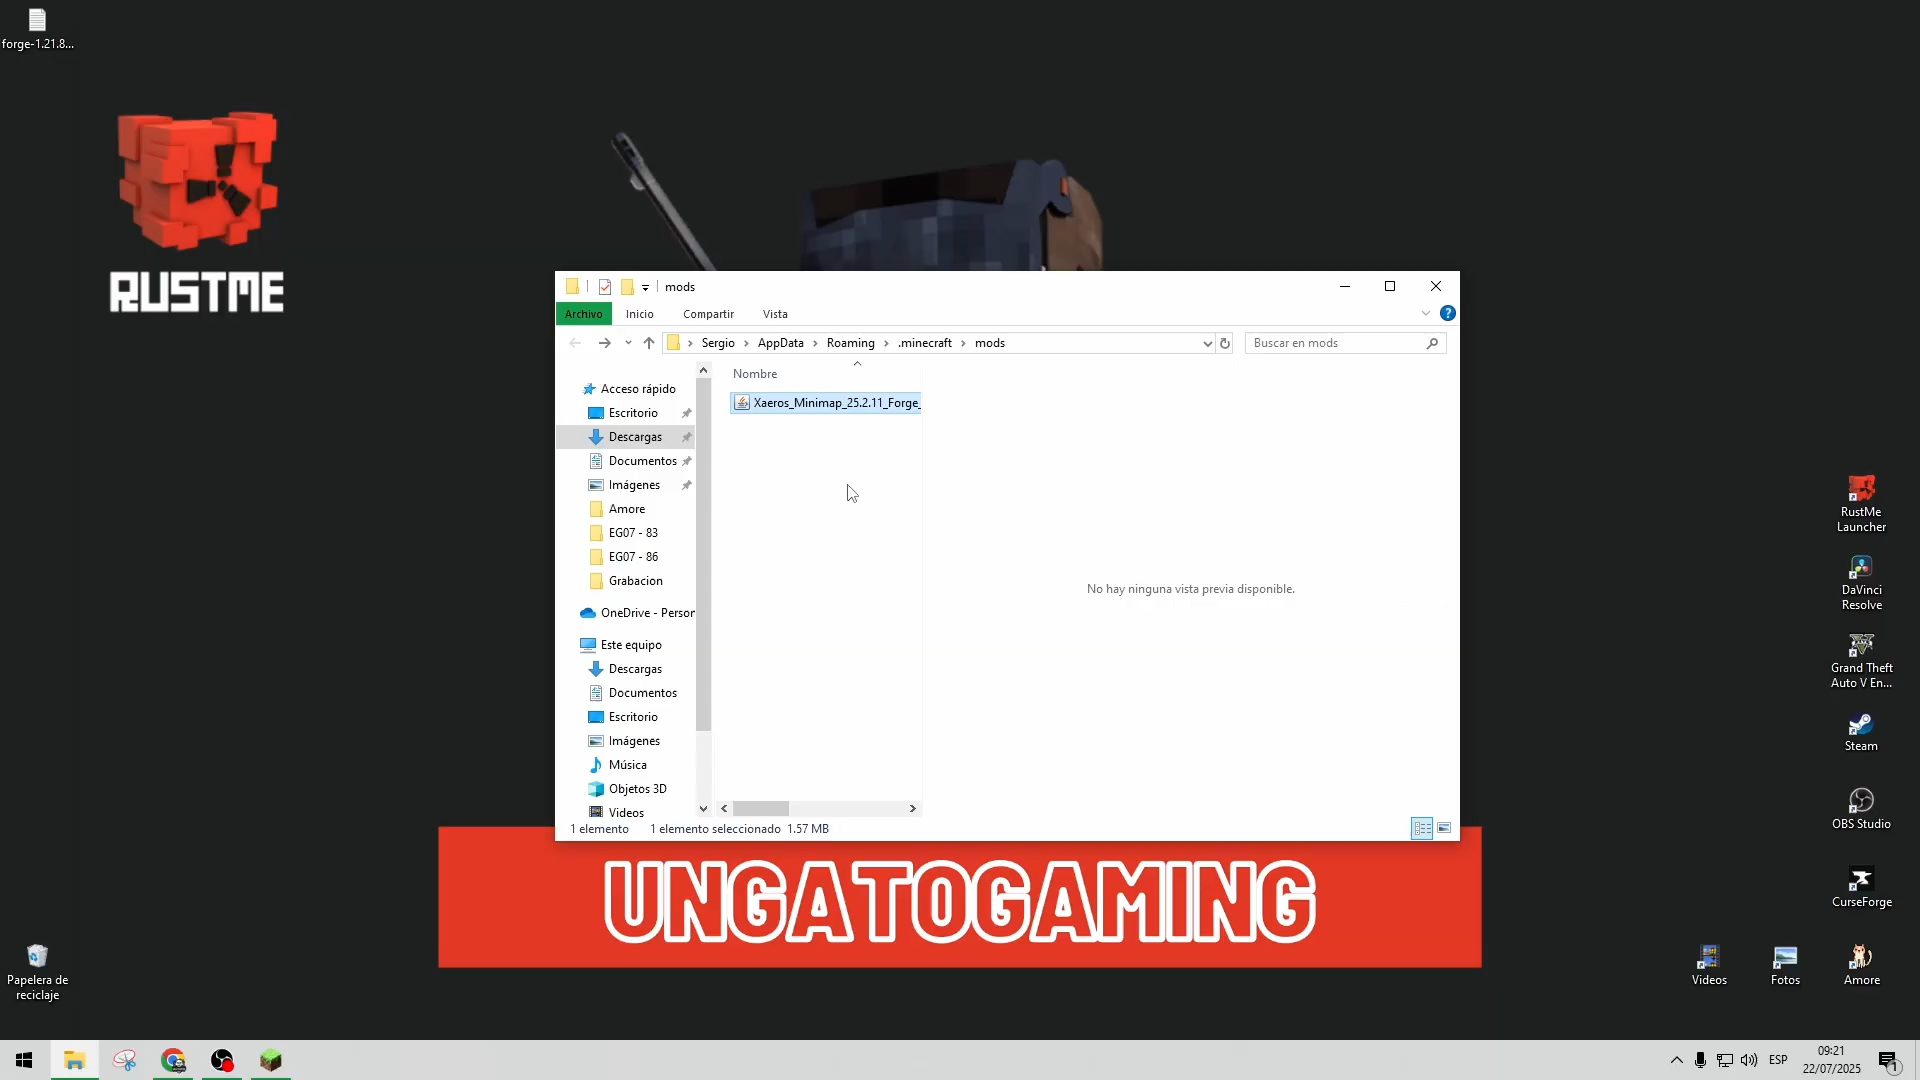 forge-1.21.8...
RUSTME
mods
Archivo
Inicio
Compartir
Vista
Sergio
AppData
Roaming
.minecraft
mods
Buscar en mods
Nombre
Acceso rápido
Escritorio
Descargas
Documentos
Imágenes
Amore
EG07 - 83
EG07 - 86
Grabacion
OneDrive - Person
Este equipo
Descargas
Documentos
Escritorio
Imágenes
Música
Objetos 3D
Videos
Xaeros_Minimap_25.2.11_Forge_
No hay ninguna vista previa disponible.
1 elemento
1 elemento seleccionado 1.57 MB
UNGATOGAMING
RustMe
Launcher
DaVinci
Resolve
Grand Theft
Auto V En...
Steam
OBS Studio
CurseForge
Videos
Fotos
Amore
Papelera de
reciclaje
ESP
09:21
22/07/2025
1